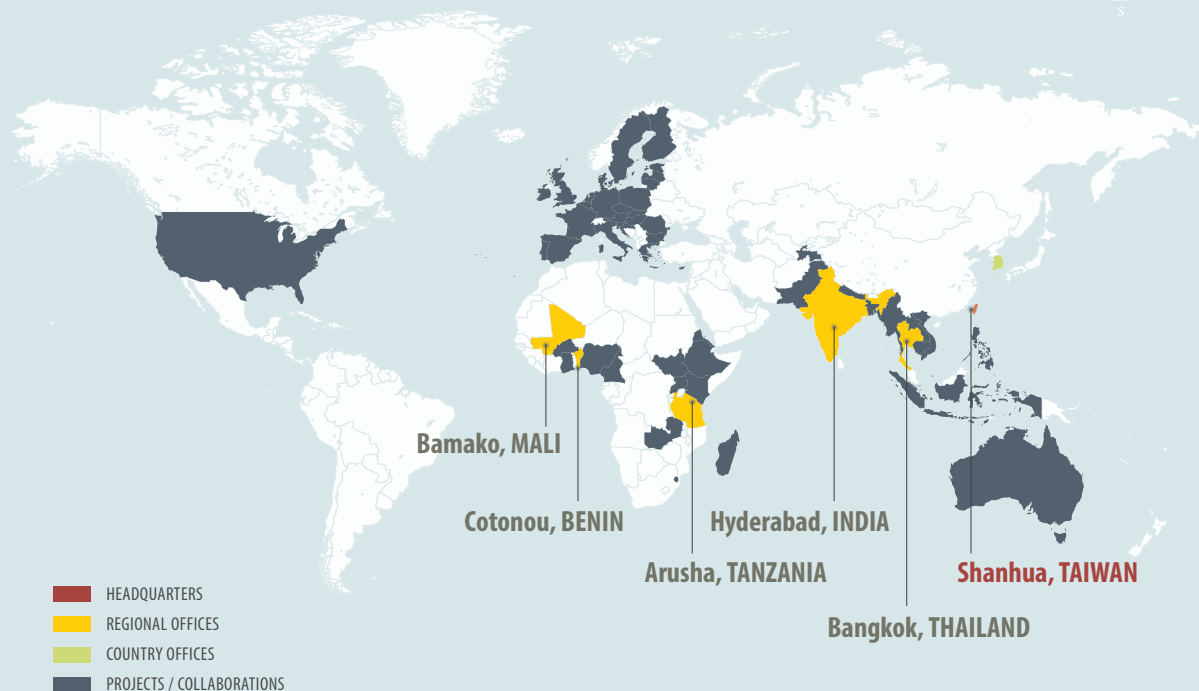 S
Bamako, MALI
Cotonou, BENIN
Hyderabad, INDIA
Arusha, TANZANIA
Shanhua, TAIWAN
Bangkok, THAILAND
HEADQUARTERS
REGIONAL OFFICES
COUNTRY OFFICES
PROJECTS / COLLABORATIONS